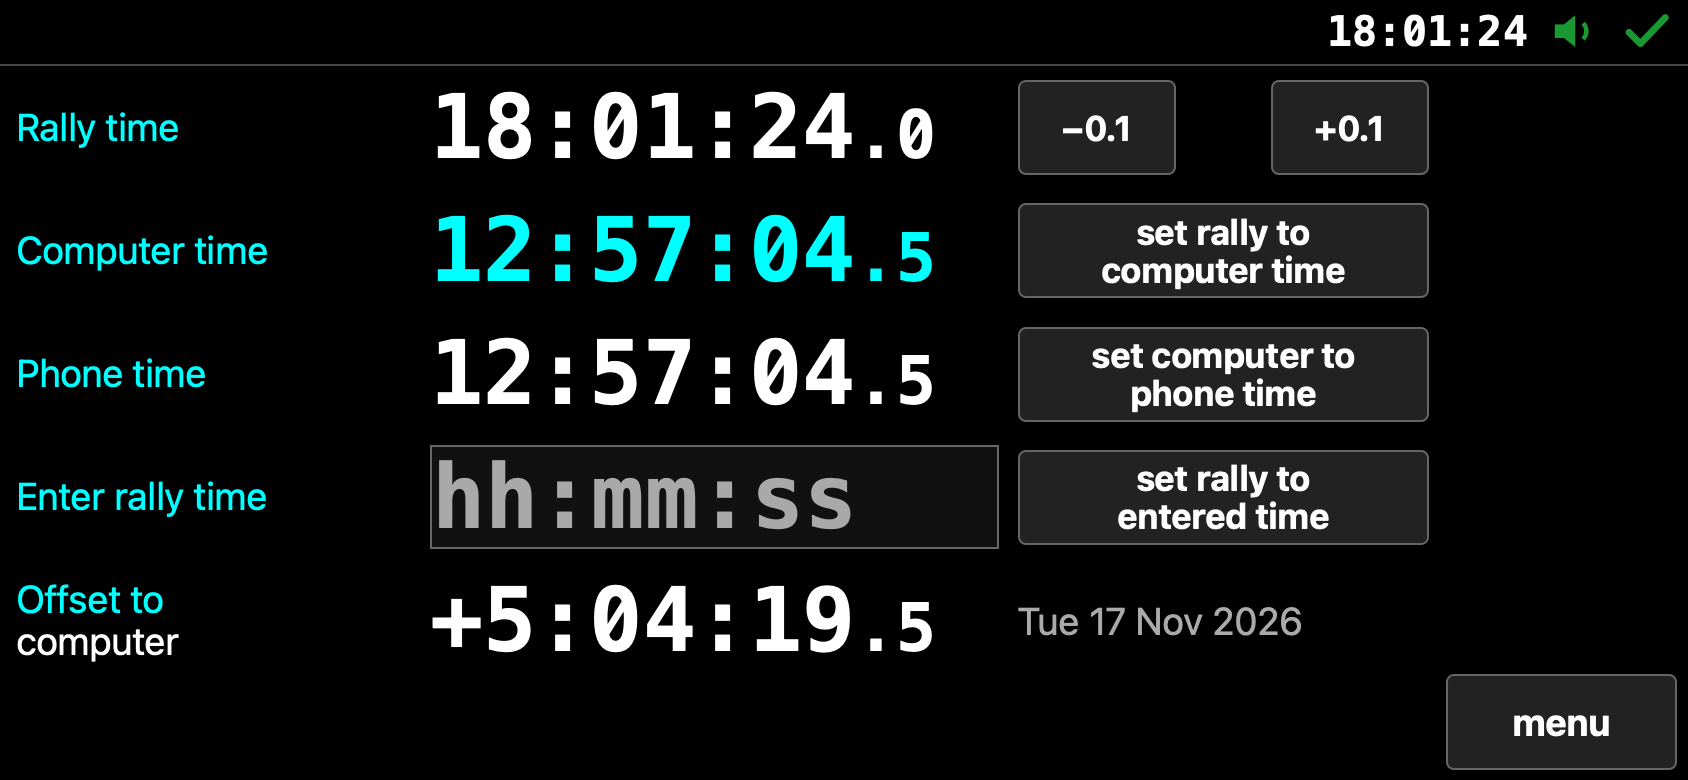 18:01:24
Rally time 18:01:24.0 −0.1 +0.1
Computer time 12:57:04.5 set rally to
computer time
Phone time 12:57:04.5 set computer to
phone time
Enter rally time hh:mm:ss set rally to
entered time
Offset to
computer +5:04:19.5 Tue 17 Nov 2026
menu